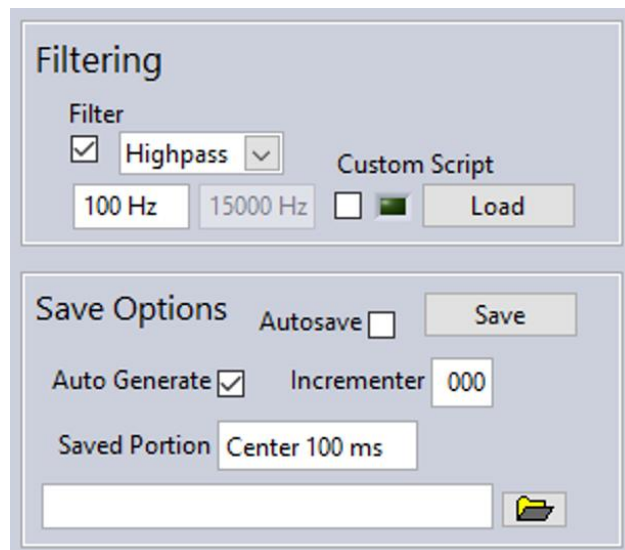 Filtering
Filter
Highpass
Custom Script
100 Hz 15000 Hz Load
Save Options Autosave Save
Auto Generate Incrementer 000
Saved Portion Center 100 ms